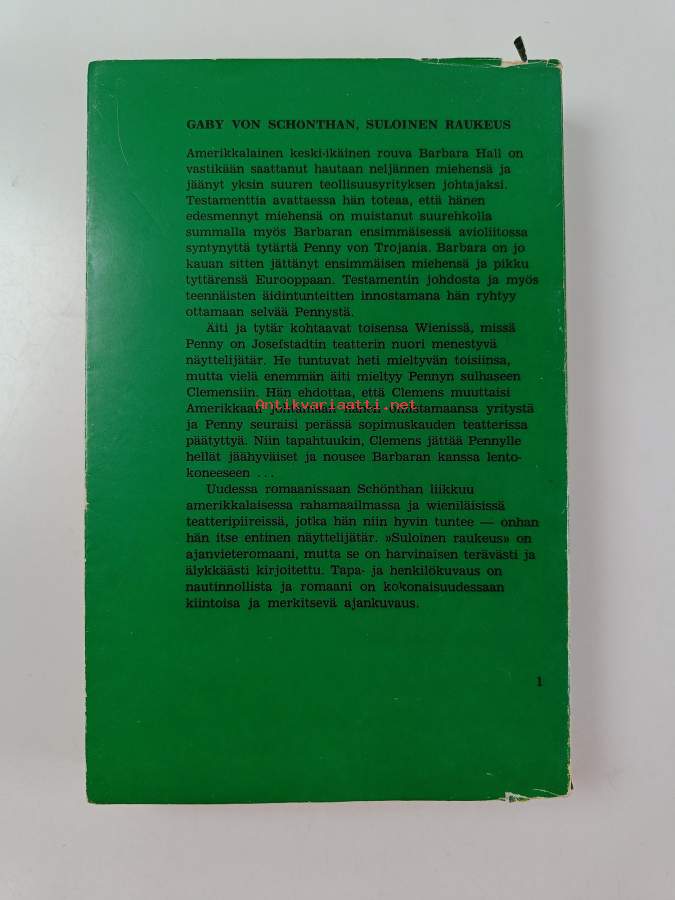 GABY VON SCHÖNTHAN, SULOINEN RAUKEUS
Amerikkalainen keski-ikäinen rouva Barbara Hall on
vastikään saattanut hautaan neljännen miehensä ja
jäänyt yksin suuren teollisuusyrityksen johtajaksi.
Testamenttia avattaessa hän toteaa, että hänen
edesmennyt miehensä on muistanut suurehkolla
summalla myös Barbaran ensimmäisessä avioliitossa
syntynyttä tytärtä Penny von Trojania. Barbara on jo
kauan sitten jättänyt ensimmäisen miehensä ja pikku
tyttärensä Eurooppaan. Testamentin johdosta ja myös
teennäisten äidintunteitten innostamana hän ryhtyy
ottamaan selvää Pennystä.
Äiti ja tytär kohtaavat toisensa Wienissä, missä
Penny on Josefstadtin teatterin nuori menestyvä
näyttelijätär. He tuntuvat heti mieltyvän toisiinsa,
mutta vielä enemmän äiti mieltyy Pennyn sulhaseen
Clemensiin. Hän ehdottaa, että Clemens muuttaisi
Antikvariaatti.net
Amerikkaan johtamaan hänen omistamaansa yritystä
ja Penny seuraisi perässä sopimuskauden teatterissa
päätyttyä. Niin tapahtuukin, Clemens jättää Pennylle
hellät jäähyväiset ja nousee Barbaran kanssa lento-
koneeseen ...
Uudessa romaanissaan Schönthan liikkuu
amerikkalaisessa rahamaailmassa ja wieniläisissä
teatteripiireissä, jotka hän niin hyvin tuntee — onhan
hän itse entinen näyttelijätär. »Suloinen raukeus» on
ajanvieteromaani, mutta se on harvinaisen terävästi ja
älykkäästi kirjoitettu. Tapa- ja henkilökuvaus on
nautinnollista ja romaani on kokonaisuudessaan
kiintoisa ja merkitsevä ajankuvaus.
1